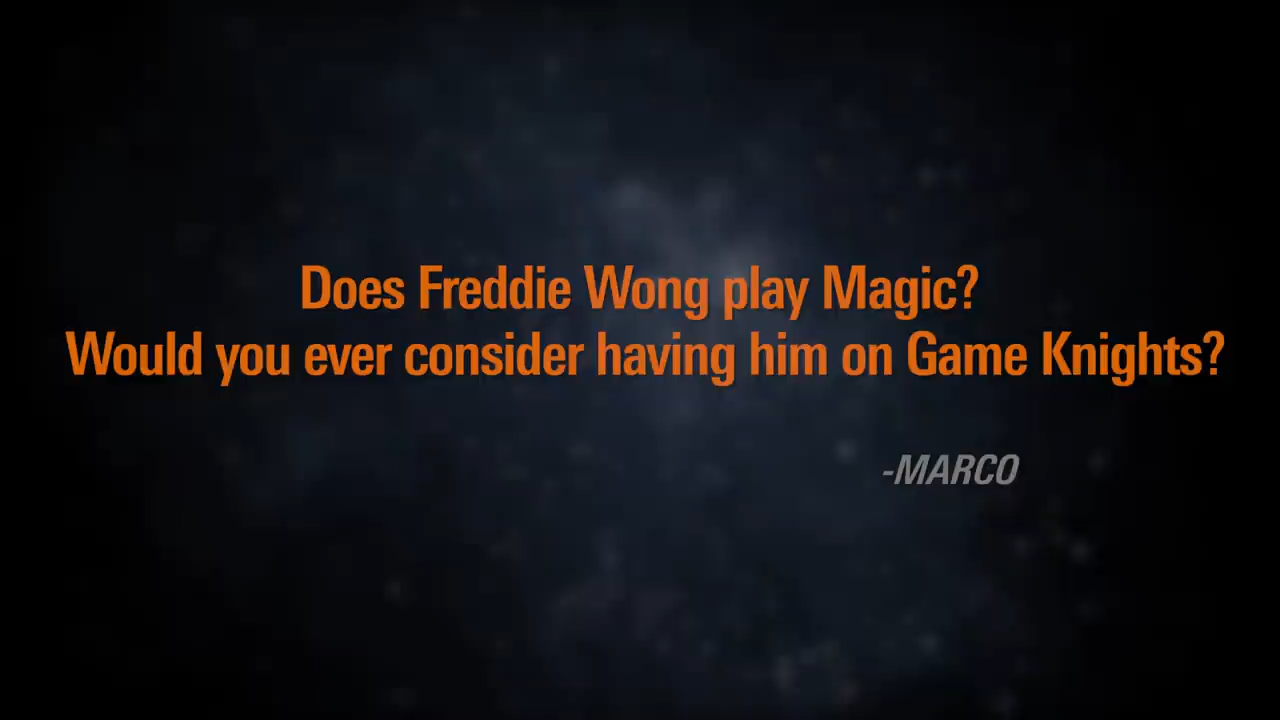 Does Freddie Wong play Magic?
Would you ever consider having him on Game Knights?
-MARCO